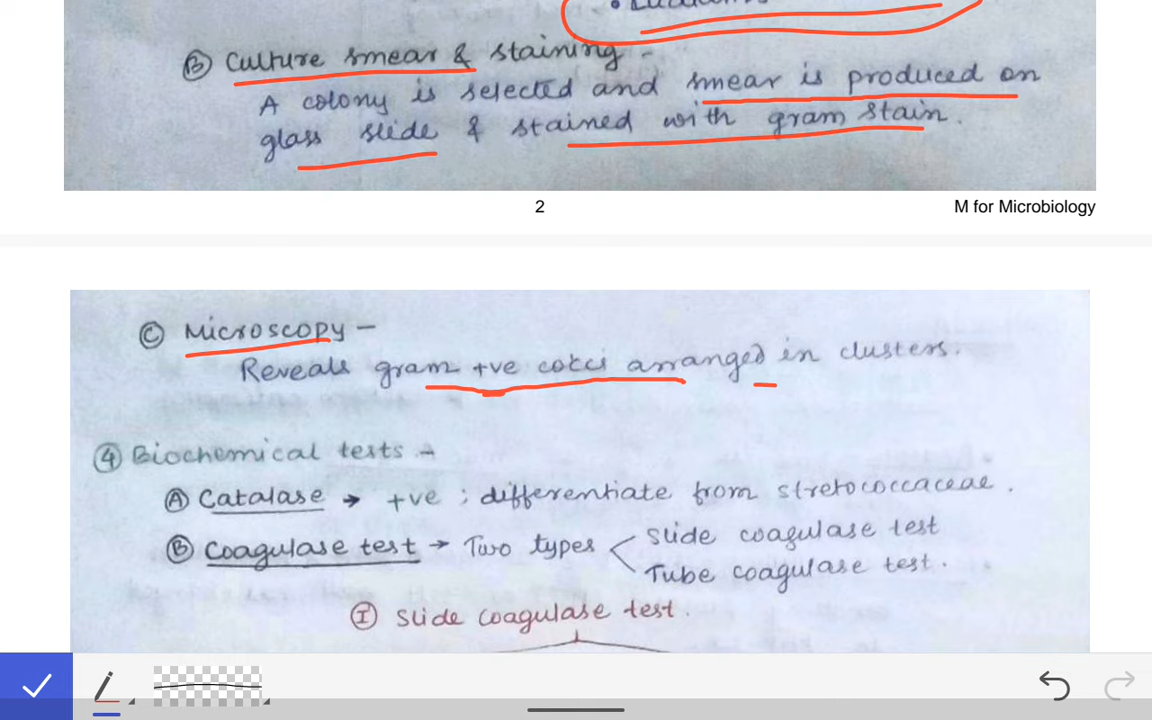 Ⓑ Culture smear & staining -
A colony is selected and smear is produced on
glass slide & stained with gram stain.
2
M for Microbiology
Ⓒ Microscopy -
Reveals gram +ve cocci arranged in clusters.
④ Biochemical tests -
Ⓐ Catalase → +ve ; differentiate from stretococcaceae .
Ⓑ Coagulase test → Two types < Slide coagulase test
Tube coagulase test.
Ⓘ Slide coagulase test.